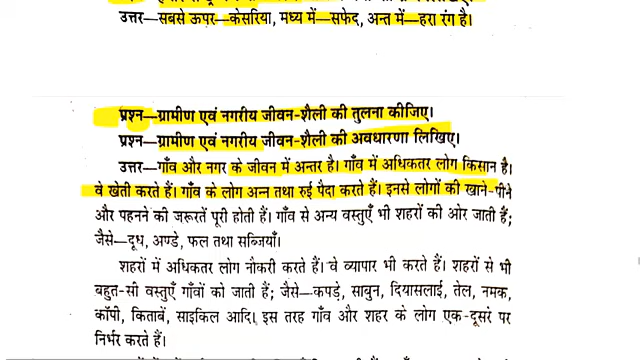 उत्तर—सबसे ऊपर—केसरिया, मध्य में—सफेद, अन्त में—हरा रंग है।
प्रश्न—ग्रामीण एवं नगरीय जीवन-शैली की तुलना कीजिए।
प्रश्न—ग्रामीण एवं नगरीय जीवन-शैली की अवधारणा लिखिए।
उत्तर—गाँव और नगर के जीवन में अन्तर है। गाँव में अधिकतर लोग किसान है।
वे खेती करते हैं। गाँव के लोग अन्न तथा रुई पैदा करते हैं। इनसे लोगों की खाने-पीने
और पहनने की जरूरतें पूरी होती हैं। गाँव से अन्य वस्तुएँ भी शहरों की ओर जाती हैं;
जैसे—दूध, अण्डे, फल तथा सब्जियाँ।
शहरों में अधिकतर लोग नौकरी करते हैं। वे व्यापार भी करते हैं। शहरों से भी
बहुत-सी वस्तुएँ गाँवों को जाती हैं; जैसे—कपड़े, साबुन, दियासलाई, तेल, नमक,
कॉपी, किताबें, साइकिल आदि। इस तरह गाँव और शहर के लोग एक-दूसरे पर
निर्भर करते हैं।